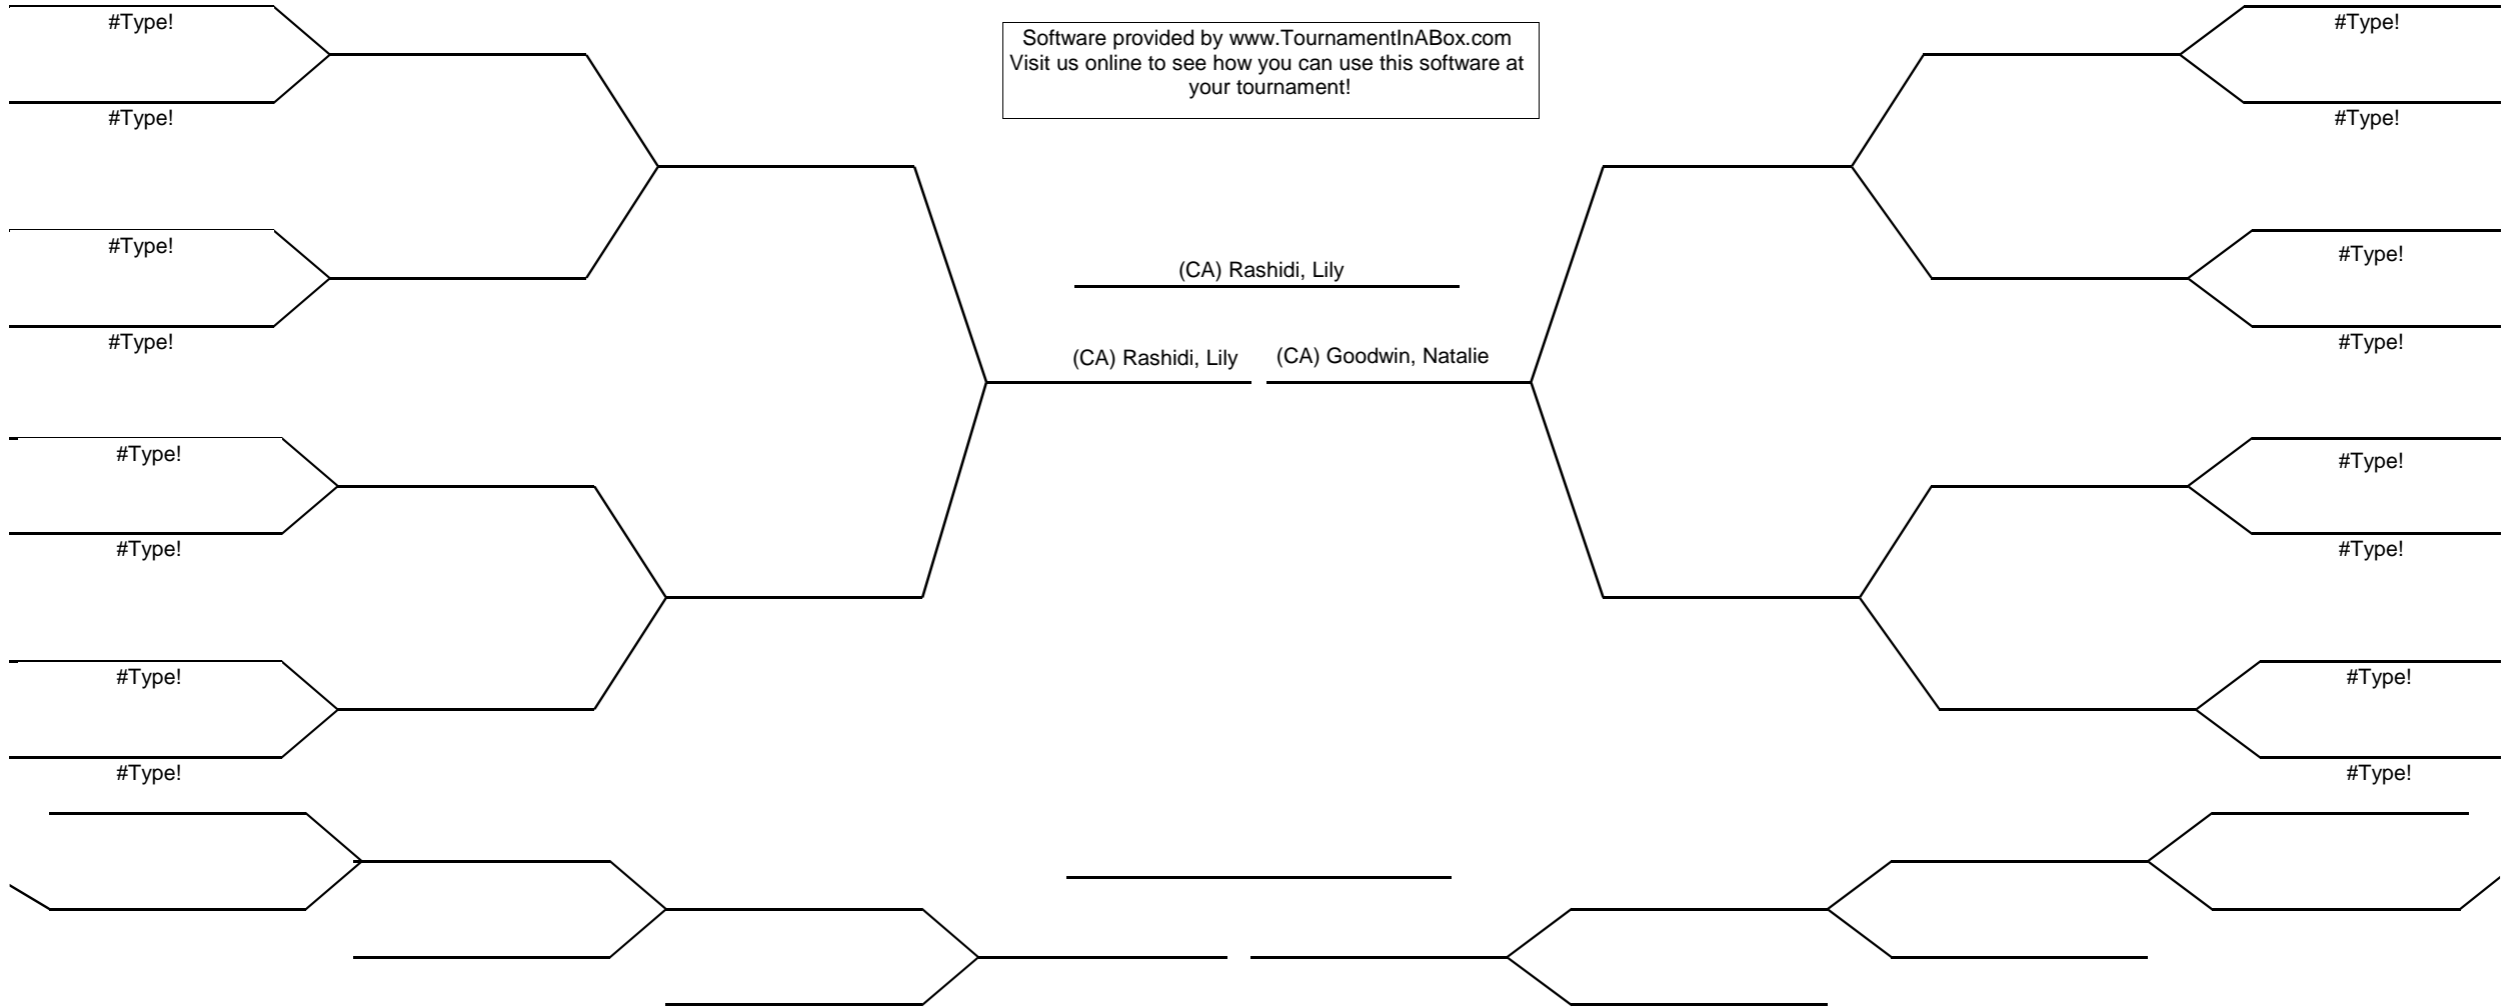 #Type!
#Type!
Software provided by www.TournamentInABox.com
Visit us online to see how you can use this software at
your tournament!
#Type!
#Type!
#Type!
#Type!
(CA) Rashidi, Lily
#Type!
#Type!
(CA) Rashidi, Lily
(CA) Goodwin, Natalie
#Type!
#Type!
#Type!
#Type!
#Type!
#Type!
#Type!
#Type!